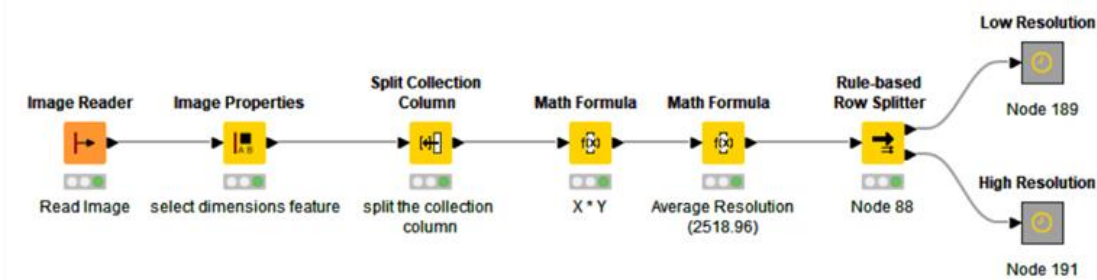 Low Resolution
Node 189
Image Reader
Read Image
Image Properties
select dimensions feature
Split Collection
Column
split the collection
column
Math Formula
f(x)
X * Y
Math Formula
f(x)
Average Resolution
(2518.96)
Rule-based
Row Splitter
Node 88
High Resolution
Node 191